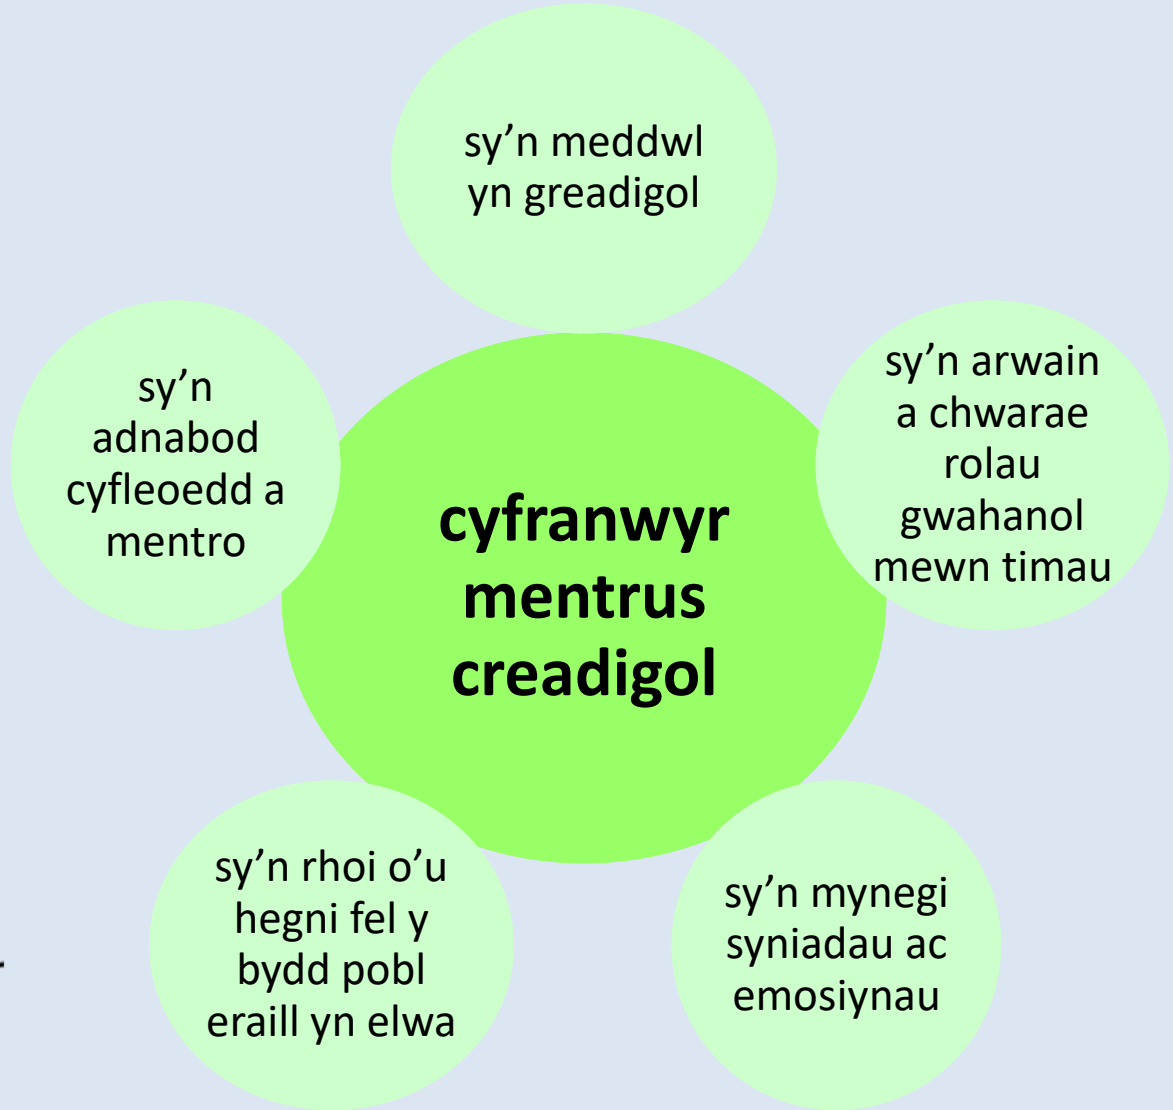 sy’n meddwl
yn greadigol
sy’n arwain
a chwarae
rolau
gwahanol
mewn timau
sy’n
adnabod
cyfleoedd a
mentro
cyfranwyr
mentrus
creadigol
sy’n mynegi
syniadau ac
emosiynau
sy’n rhoi o’u
hegni fel y
bydd pobl
eraill yn elwa